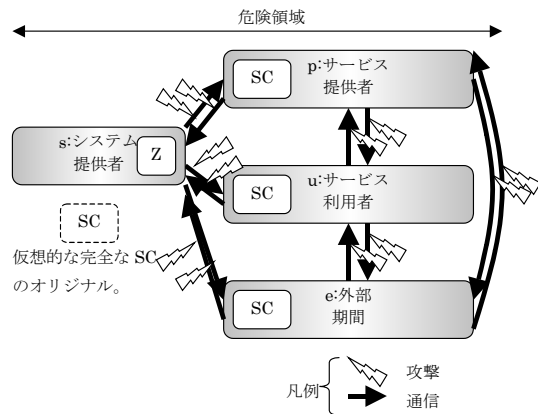 危険領域
SC
p:サービス
提供者
s:システム
提供者
Z
SC
u:サービス
利用者
SC
仮想的な完全な SC
のオリジナル。
SC
e:外部
期間
凡例
攻撃
通信